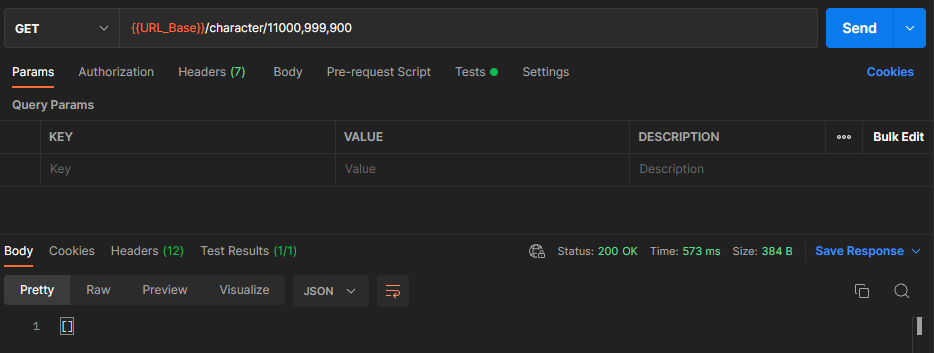 GET {{URL_Base}}/character/11000,999,900 Send
Params Authorization Headers (7) Body Pre-request Script Tests Settings Cookies
Query Params
KEY VALUE DESCRIPTION ••• Bulk Edit
Key Value Description
Body Cookies Headers (12) Test Results (1/1) Status: 200 OK Time: 573 ms Size: 384 B Save Response
Pretty Raw Preview Visualize JSON
1 []